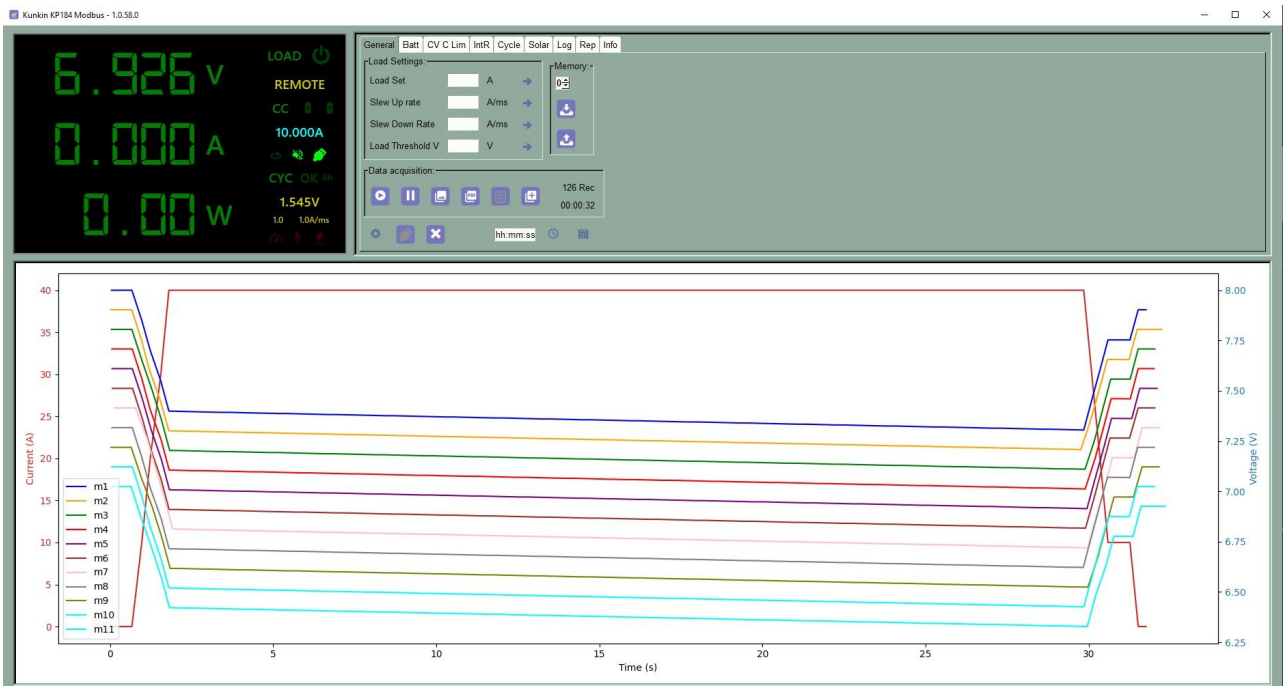 Kunkin KP184 Modbus - 1.0.58.0
6.926 V
0.000 A
0.00 W
LOAD
REMOTE
CC
10.000A
CYC OK Ah
1.545V
1.0 1.0A/ms
General Batt CV C Lim IntR Cycle Solar Log Rep Info
Load Settings:
Load Set A
Slew Up rate A/ms
Slew Down Rate A/ms
Load Threshold V V
Memory:
0
Data acquisition:
PDF
126 Rec
00:00:32
hh:mm:ss
40
35
30
25
20
15
10
5
0
Current (A)
m1
m2
m3
m4
m5
m6
m7
m8
m9
m10
m11
0 5 10 15 20 25 30
Time (s)
8.00
7.75
7.50
7.25
7.00
6.75
6.50
6.25
Voltage (V)